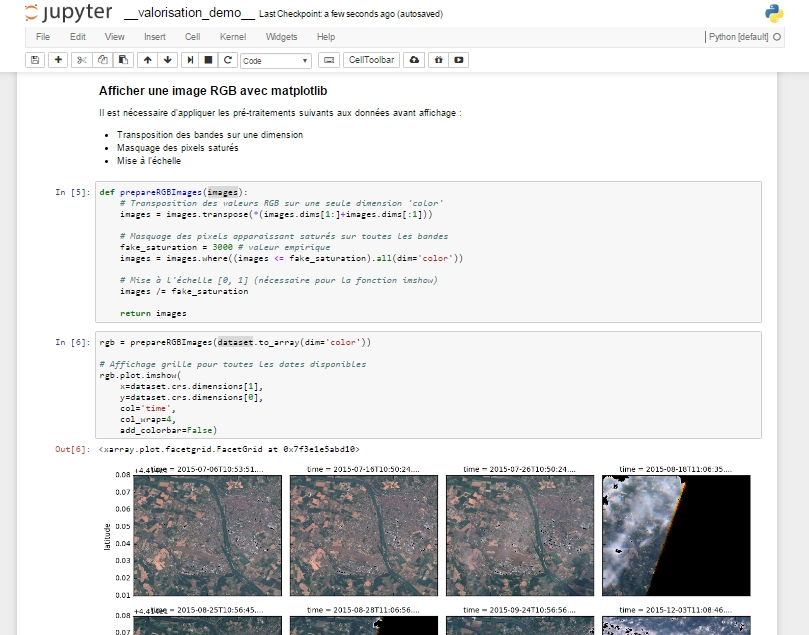 jupyter __valorisation_demo__ Last Checkpoint: a few seconds ago (autosaved)
File Edit View Insert Cell Kernel Widgets Help Python [default]
Code CellToolbar
Afficher une image RGB avec matplotlib
Il est nécessaire d'appliquer les pré-traitements suivants aux données avant affichage :
• Transposition des bandes sur une dimension
• Masquage des pixels saturés
• Mise à l'échelle
In [5]: def prepareRGBImages(images):
# Transposition des valeurs RGB sur une seule dimension 'color'
images = images.transpose(*(images.dims[1:]+images.dims[:1]))
# Masquage des pixels apparaissant saturés sur toutes les bandes
fake_saturation = 3000 # valeur empirique
images = images.where((images <= fake_saturation).all(dim='color'))
# Mise à l'échelle [0, 1] (nécessaire pour la fonction imshow)
images /= fake_saturation
return images
In [6]: rgb = prepareRGBImages(dataset.to_array(dim='color'))
# Affichage grille pour toutes les dates disponibles
rgb.plot.imshow(
x=dataset.crs.dimensions[1],
y=dataset.crs.dimensions[0],
col='time',
col_wrap=4,
add_colorbar=False)
Out[6]: <xarray.plot.facetgrid.FacetGrid at 0x7f3e1e5abd10>
time = 2015-07-06T10:53:51.... time = 2015-07-16T10:50:24.... time = 2015-07-26T10:50:24.... time = 2015-08-18T11:06:35....
0.08
0.07
0.06
0.05
0.04
0.03
0.02
0.01
latitude
time = 2015-08-25T10:56:45.... time = 2015-08-28T11:06:56.... time = 2015-09-24T10:56:56.... time = 2015-12-03T11:08:46....
0.08
0.07